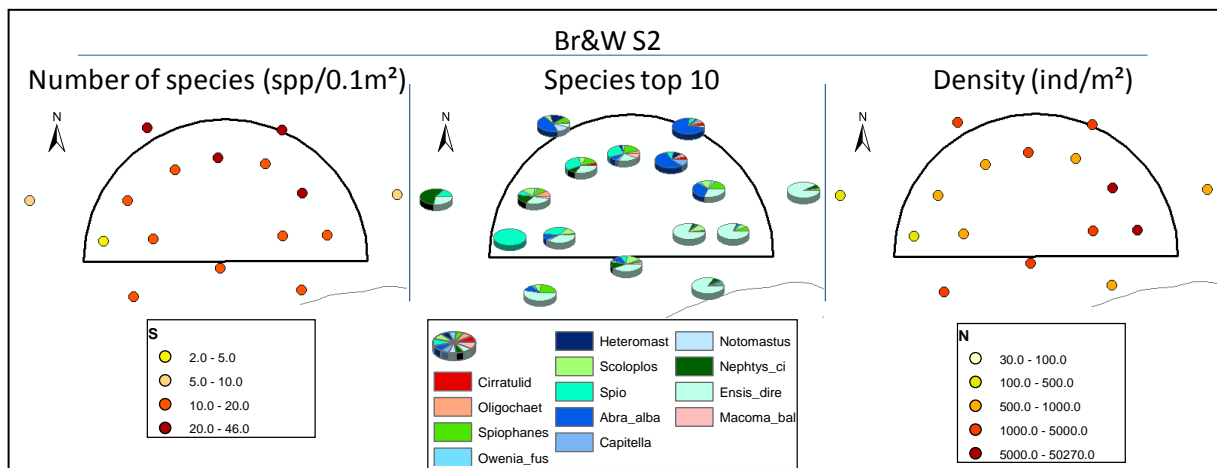 Br&W S2
Number of species (spp/0.1m²)
Species top 10
Density (ind/m²)
N
N
N
S
2.0 - 5.0
5.0 - 10.0
10.0 - 20.0
20.0 - 46.0
Cirratulid
Oligochaet
Spiophanes
Owenia_fus
Heteromast
Scoloplos
Spio
Abra_alba
Capitella
Notomastus
Nephtys_ci
Ensis_dire
Macoma_bal
N
30.0 - 100.0
100.0 - 500.0
500.0 - 1000.0
1000.0 - 5000.0
5000.0 - 50270.0